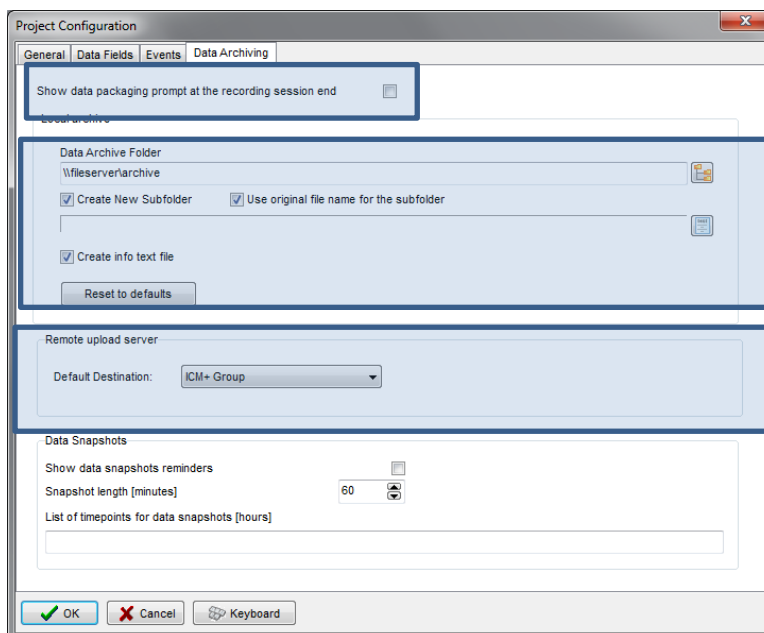 Project Configuration
General Data Fields Events Data Archiving
Show data packaging prompt at the recording session end
Local archive
Data Archive Folder
\\fileserver\archive
Create New Subfolder Use original file name for the subfolder
Create info text file
Reset to defaults
Remote upload server
Default Destination: ICM+ Group
Data Snapshots
Show data snapshots reminders
Snapshot length [minutes] 60
List of timepoints for data snapshots [hours]
OK Cancel Keyboard